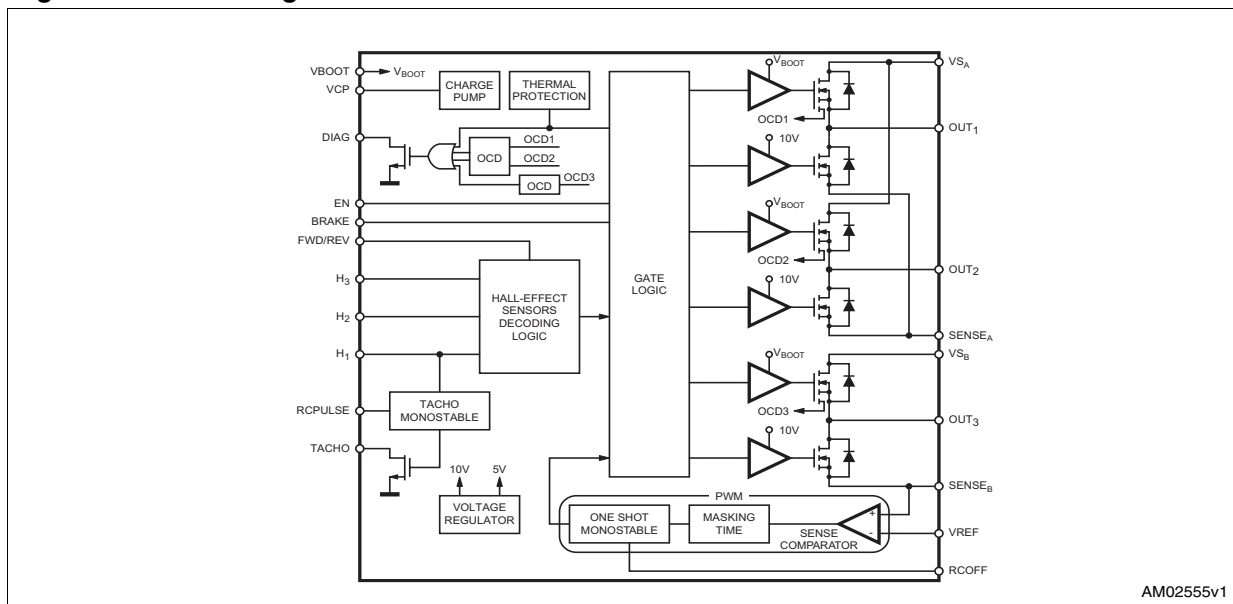 VBOOT
VBOOT
VCP
CHARGE
PUMP
THERMAL
PROTECTION
DIAG
OCD
OCD1
OCD2
OCD
OCD3
EN
BRAKE
FWD/REV
H3
H2
H1
HALL-EFFECT
SENSORS
DECODING
LOGIC
RCPULSE
TACHO
MONOSTABLE
TACHO
10V
5V
VOLTAGE
REGULATOR
GATE
LOGIC
VBOOT
OCD1
10V
VBOOT
OCD2
10V
VBOOT
OCD3
10V
VSA
OUT1
OUT2
SENSEA
VSB
OUT3
SENSEB
PWM
ONE SHOT
MONOSTABLE
MASKING
TIME
+
-
SENSE
COMPARATOR
VREF
RCOFF
AM02555v1